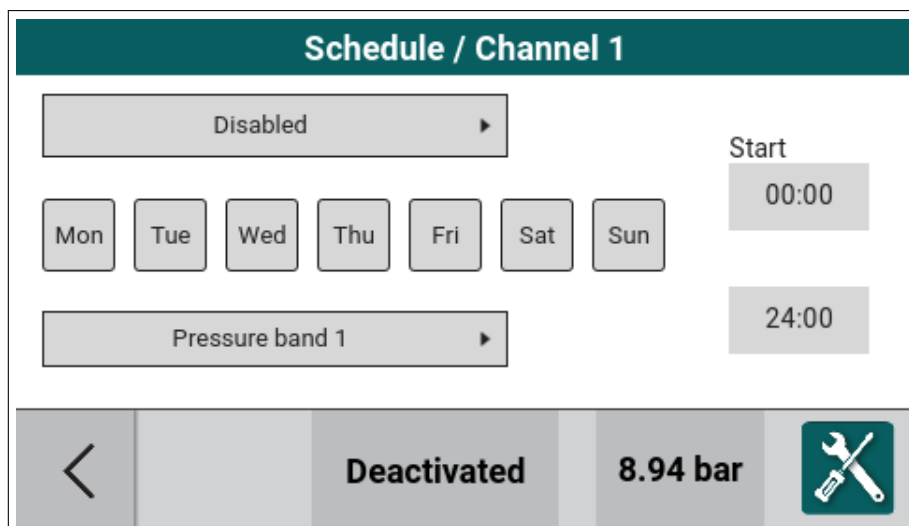 Schedule / Channel 1
Disabled
Start
00:00
Mon Tue Wed Thu Fri Sat Sun
24:00
Pressure band 1
Deactivated 8.94 bar